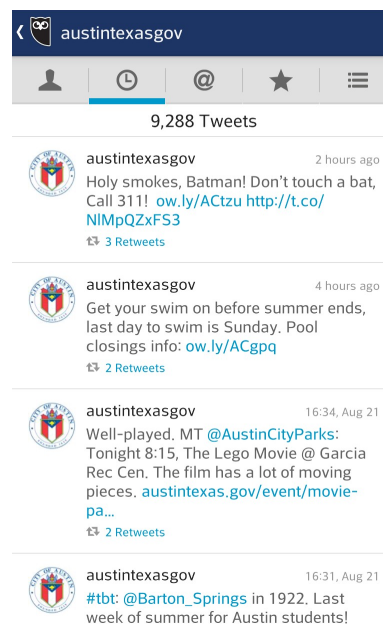 austintexasgov
9,288 Tweets
austintexasgov 2 hours ago
Holy smokes, Batman! Don't touch a bat,
Call 311! ow.ly/ACtzu http://t.co/
NlMpQZxFS3
3 Retweets
austintexasgov 4 hours ago
Get your swim on before summer ends,
last day to swim is Sunday. Pool
closings info: ow.ly/ACgpq
2 Retweets
austintexasgov 16:34, Aug 21
Well-played. MT @AustinCityParks:
Tonight 8:15, The Lego Movie @ Garcia
Rec Cen. The film has a lot of moving
pieces. austintexas.gov/event/movie-
pa...
2 Retweets
austintexasgov 16:31, Aug 21
#tbt: @Barton_Springs in 1922. Last
week of summer for Austin students!